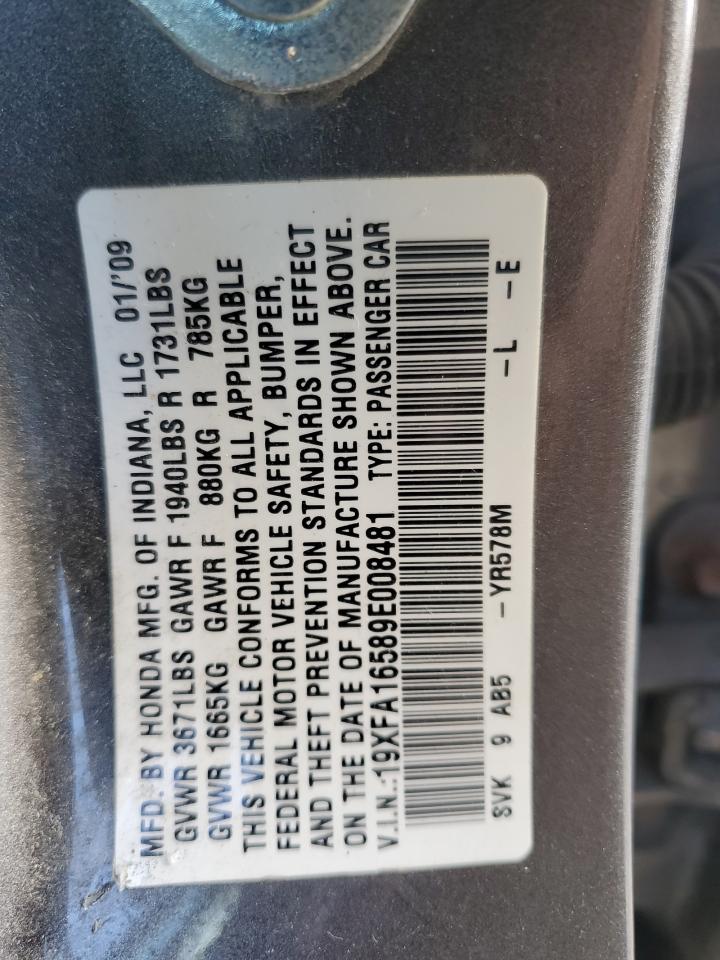 MFD. BY HONDA MFG. OF INDIANA, LLC 01/'09
GVWR 3671LBS GAWR F 1940LBS R 1731LBS
GVWR 1665KG GAWR F 880KG R 785KG
THIS VEHICLE CONFORMS TO ALL APPLICABLE
FEDERAL MOTOR VEHICLE SAFETY, BUMPER,
AND THEFT PREVENTION STANDARDS IN EFFECT
ON THE DATE OF MANUFACTURE SHOWN ABOVE.
V.I.N.:19XFA16589E008481 TYPE: PASSENGER CAR
SVK 9 AB5 -YR578M -L -E